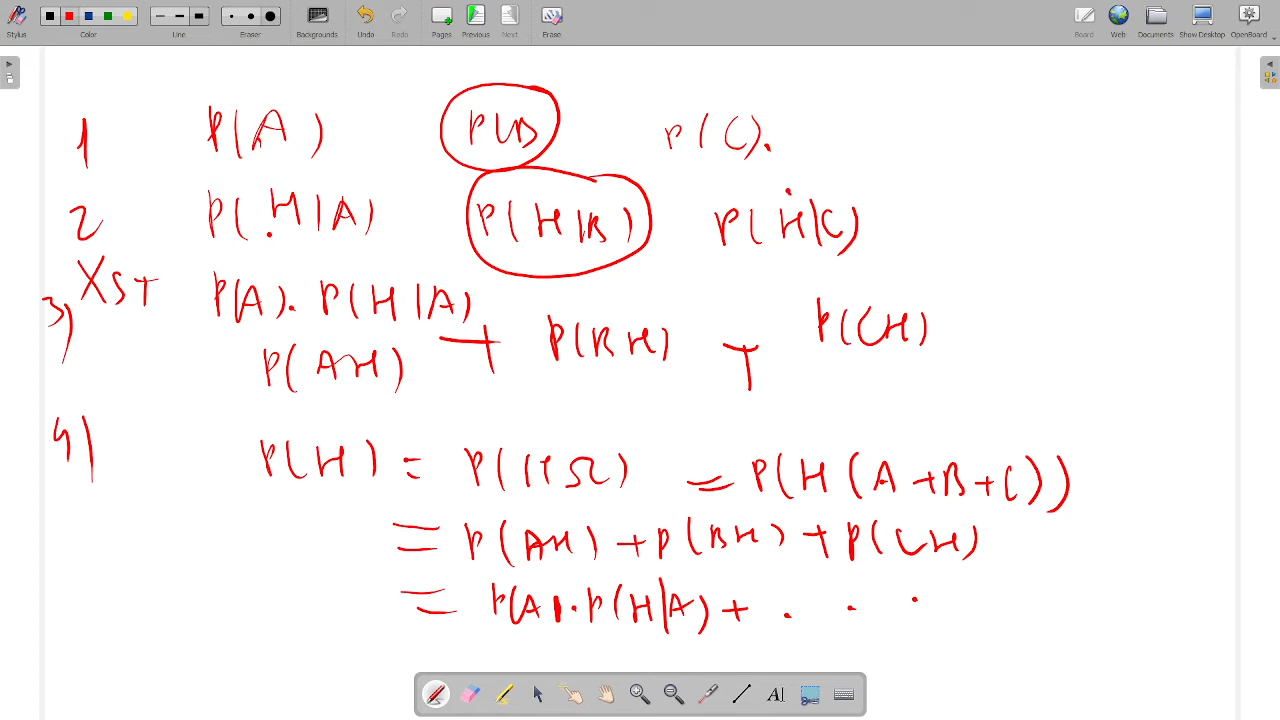 Stylus Color Line Eraser Backgrounds Undo Redo Pages Previous Next Erase Board Web Documents Show Desktop OpenBoard
1 P(A) P(B) P(C).
2 P(H|A) P(H|B) P(H|C)
3) P(A). P(H|A)
P(AH) + P(BH) + P(CH)
4) P(H) = P(HΩ) = P(H(A+B+C))
= P(AH) + P(BH) + P(CH)
= P(A).P(H|A) + . . .
AI